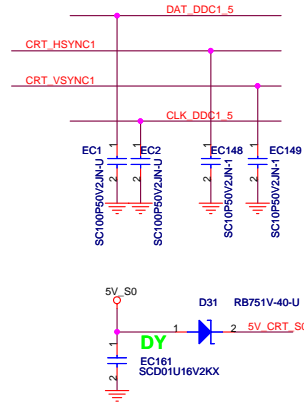 DAT_DDC1_5
CRT_HSYNC1
CRT_VSYNC1
CLK_DDC1_5
EC1
EC2
EC148
EC149
1
1
1
1
2
2
2
2
SC100P50V2JN-U
SC100P50V2JN-U
SC10P50V2JN-1
SC10P50V2JN-1
5V_S0
D31
RB751V-40-U
1
2
5V_CRT_S0
DY
1
2
EC161
SCD01U16V2KX